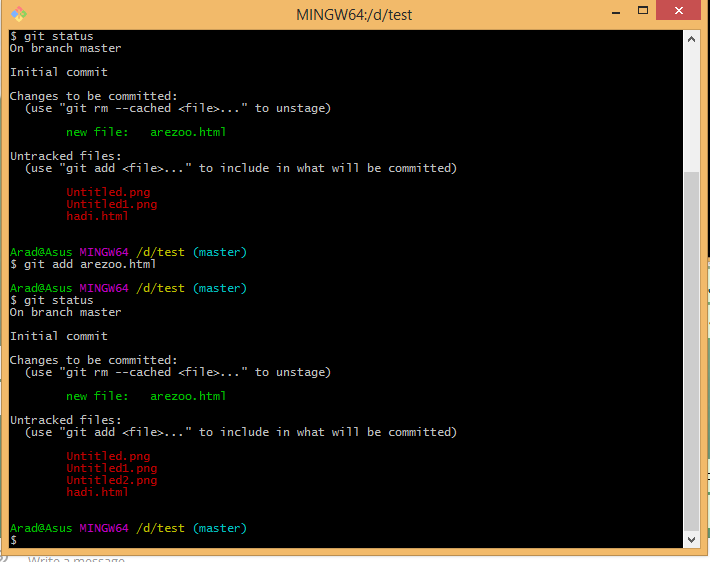 MINGW64:/d/test
$ git status
On branch master
Initial commit
Changes to be committed:
(use "git rm --cached <file>..." to unstage)
new file:   arezoo.html
Untracked files:
(use "git add <file>..." to include in what will be committed)
Untitled.png
Untitled1.png
hadi.html
Arad@Asus MINGW64 /d/test (master)
$ git add arezoo.html
Arad@Asus MINGW64 /d/test (master)
$ git status
On branch master
Initial commit
Changes to be committed:
(use "git rm --cached <file>..." to unstage)
new file:   arezoo.html
Untracked files:
(use "git add <file>..." to include in what will be committed)
Untitled.png
Untitled1.png
Untitled2.png
hadi.html
Arad@Asus MINGW64 /d/test (master)
$
Write a message